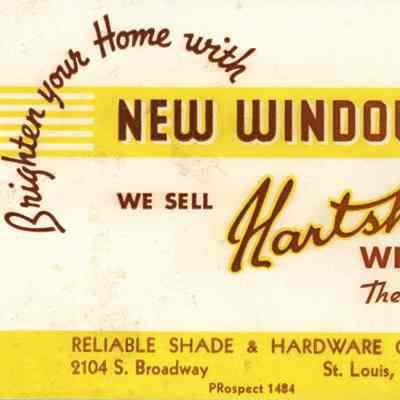 Brighten your Home with
NEW WINDOW
WE SELL
Hartsh
WI
The
RELIABLE SHADE & HARDWARE C
2104 S. Broadway St. Louis,
PRospect 1484